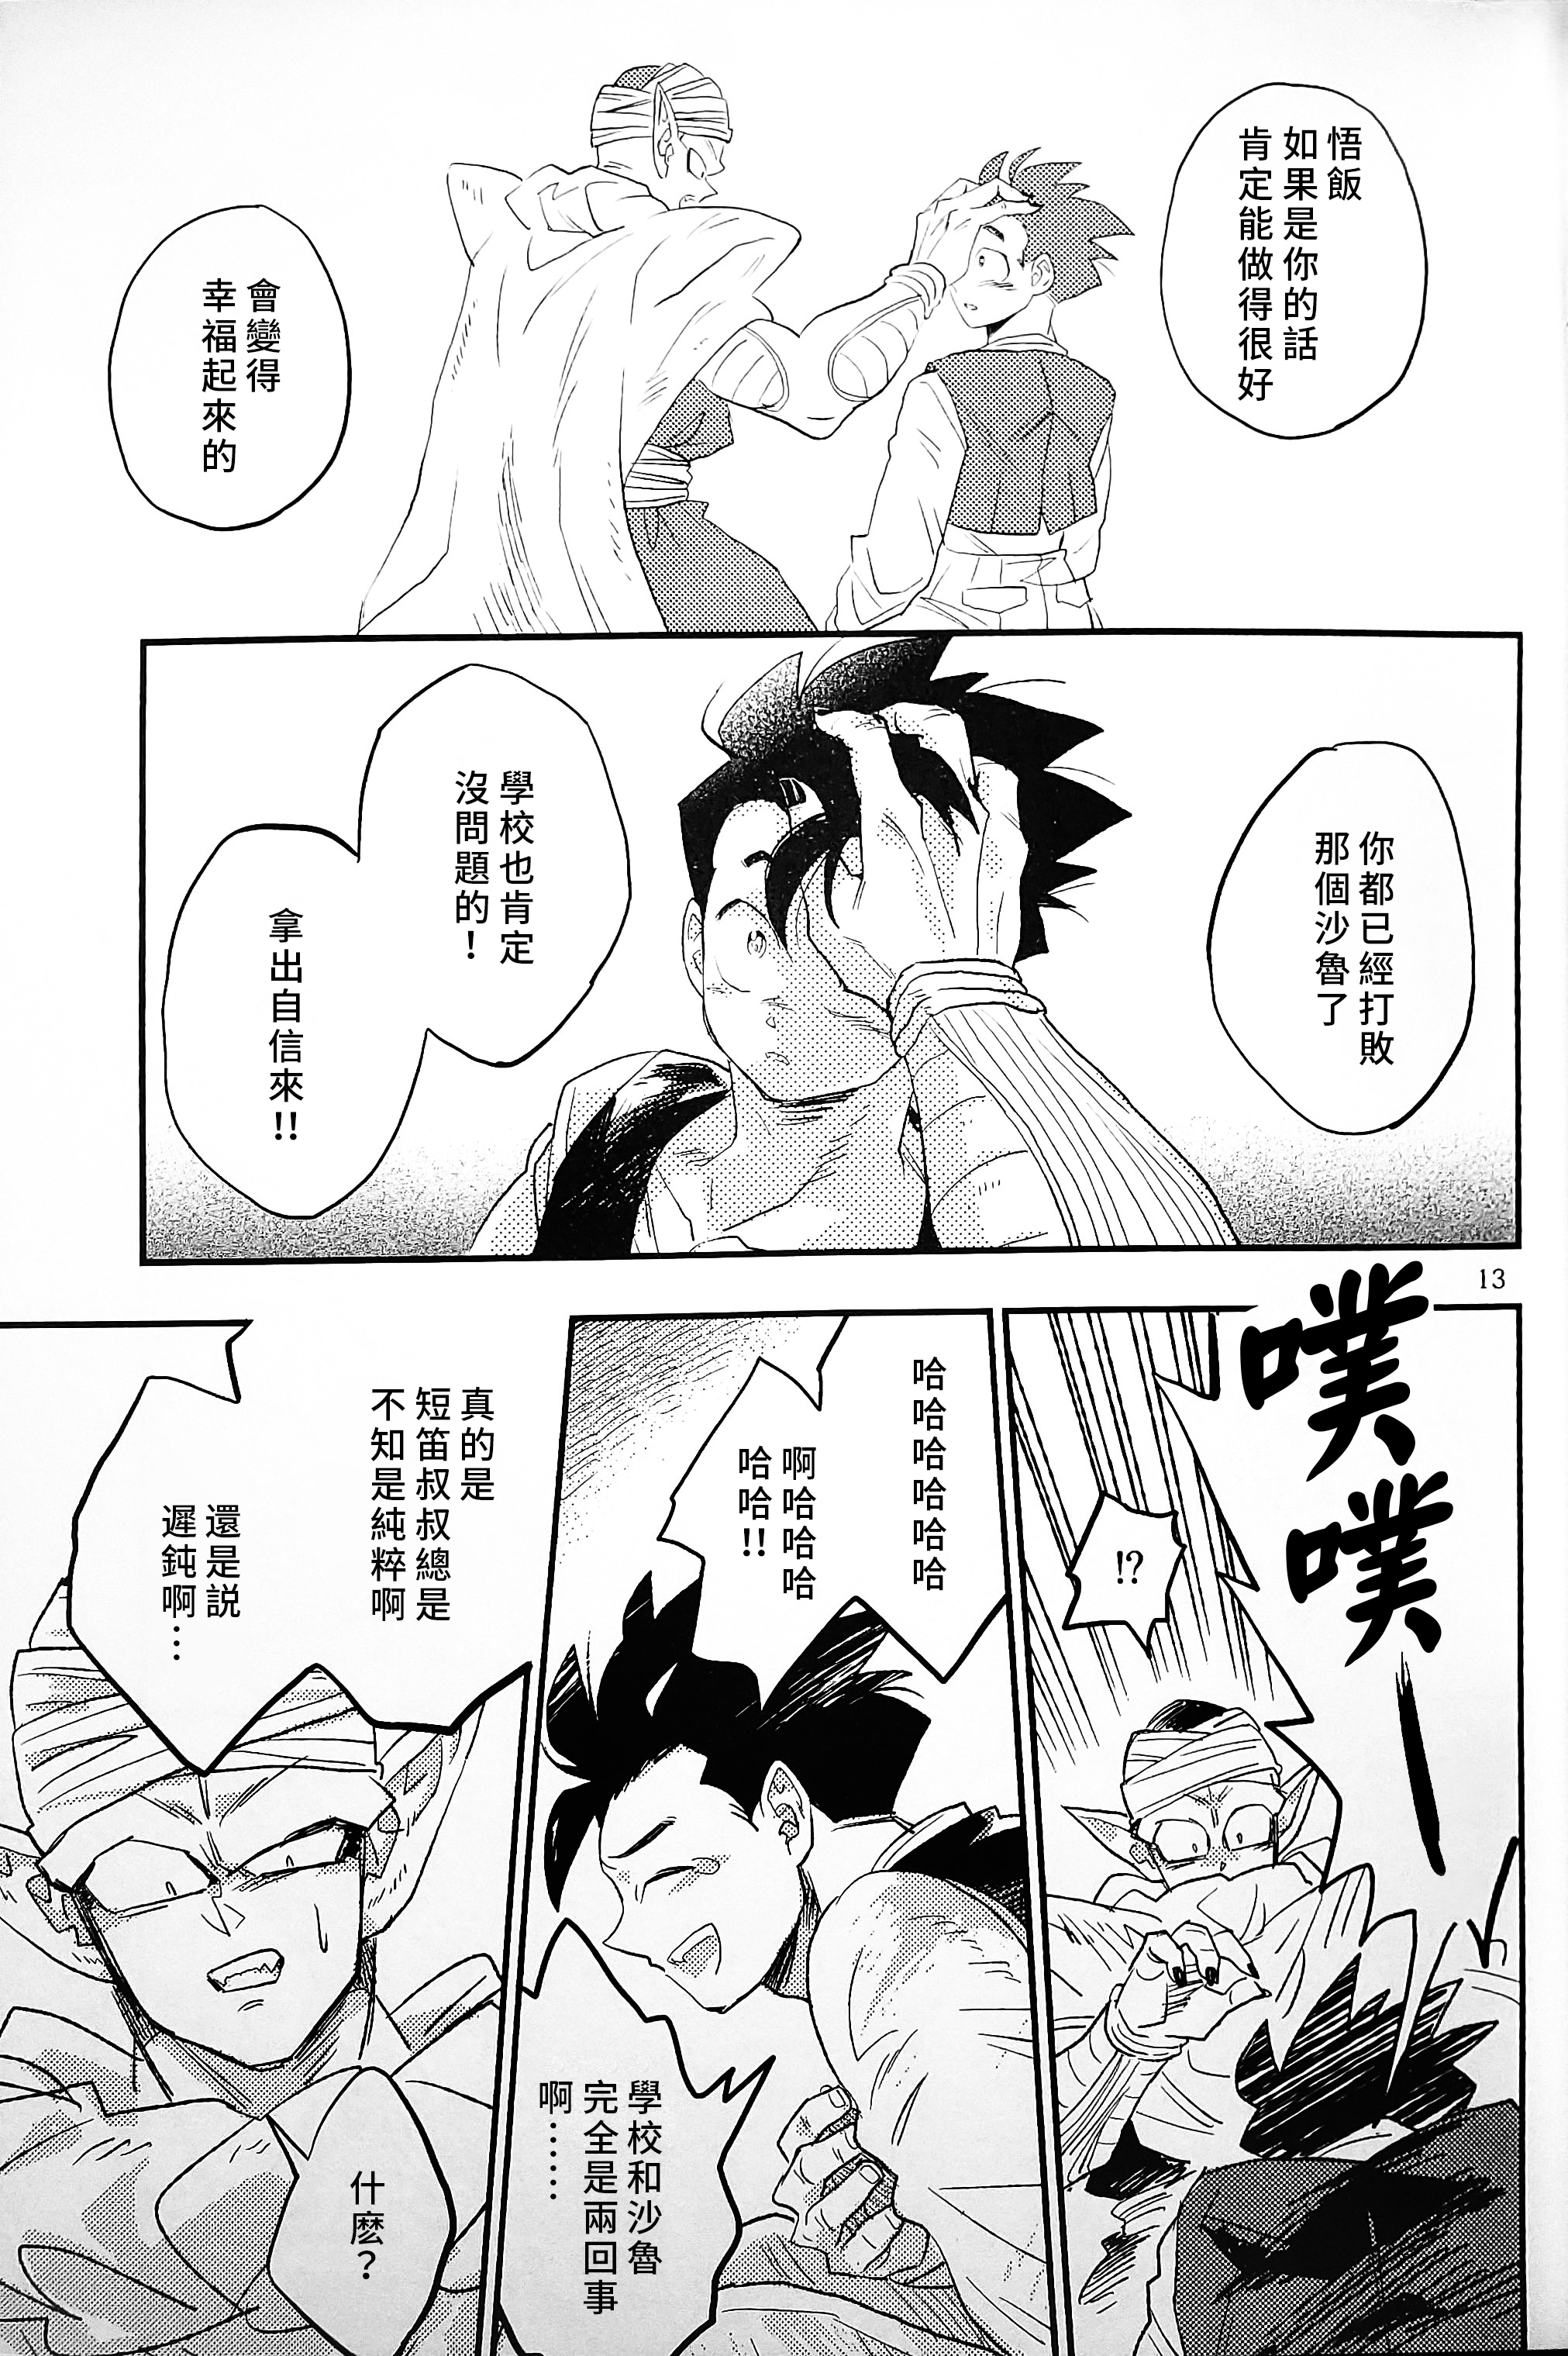 悟飯
如果是你的話
肯定能做得很好
會變得
幸福起來的
你都已經打敗
那個沙魯了
學校也肯定
沒問題的！
拿出自信來！！
13
噗
噗
！？
哈哈哈哈哈哈
啊哈哈哈
哈哈！！
學校和沙魯
完全是兩回事
啊……
真的是
短笛叔叔總是
不知是純粹啊
還是説
遲鈍啊…
什麽？